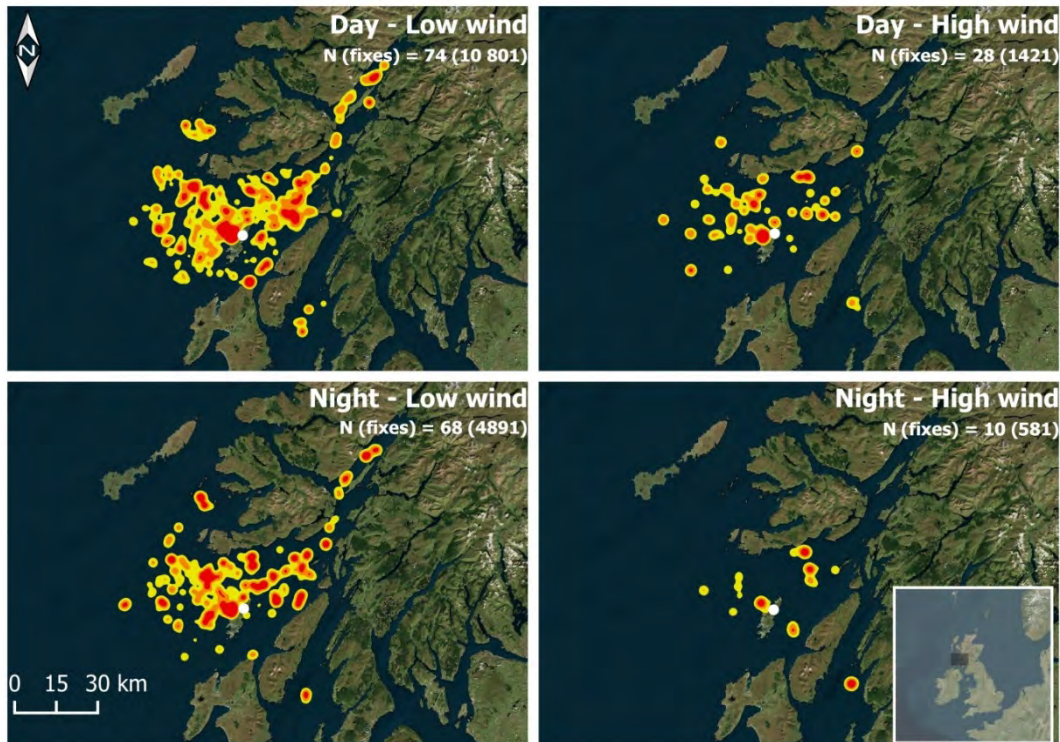 N
Day - Low wind
N (fixes) = 74 (10 801)
Day - High wind
N (fixes) = 28 (1421)
Night - Low wind
N (fixes) = 68 (4891)
Night - High wind
N (fixes) = 10 (581)
0 15 30 km